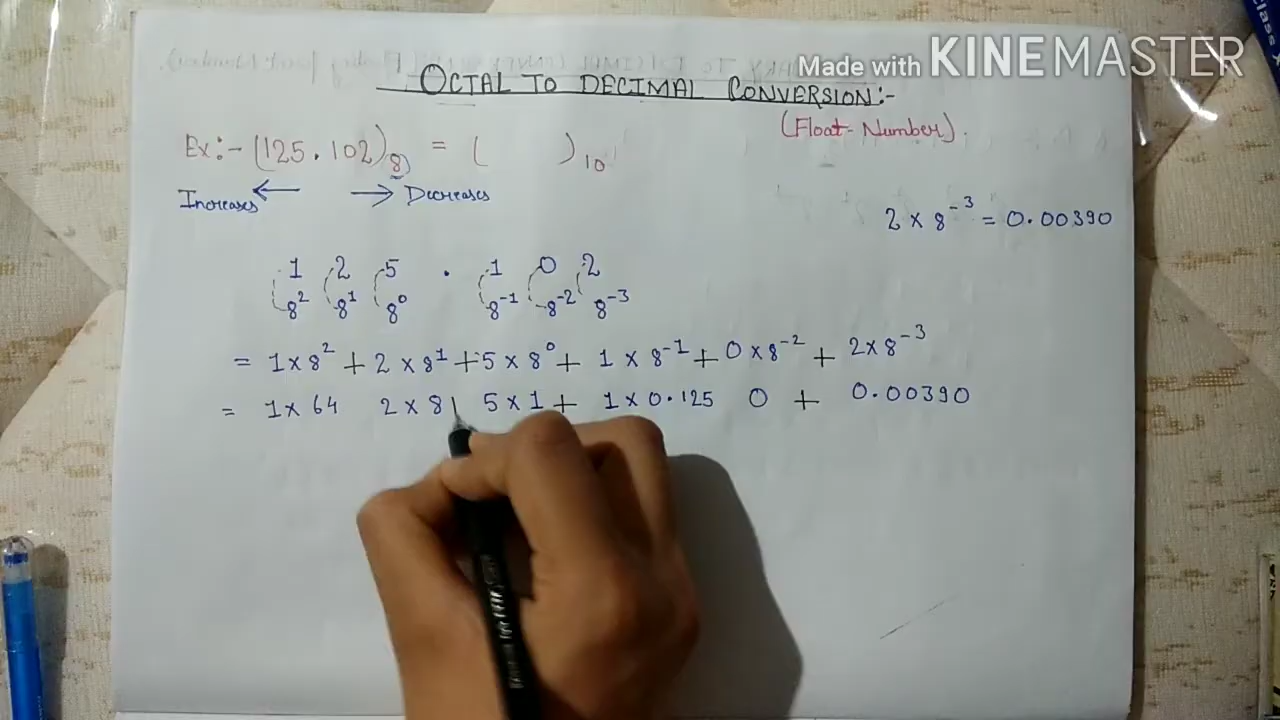 Made with KINEMASTER
OCTAL TO DECIMAL CONVERSION:-
(Float-Number).
Ex:- (125.102)₈ = ( )₁₀
Increases ← → Decreases
2 × 8⁻³ = 0.00390
1 2 5 . 1 0 2
8² 8¹ 8⁰ 8⁻¹ 8⁻² 8⁻³
= 1×8² + 2 × 8¹ + 5 × 8⁰ + 1 × 8⁻¹ + 0 × 8⁻² + 2×8⁻³
= 1× 64 2 × 8 5 × 1 + 1 × 0.125 0 + 0.00390